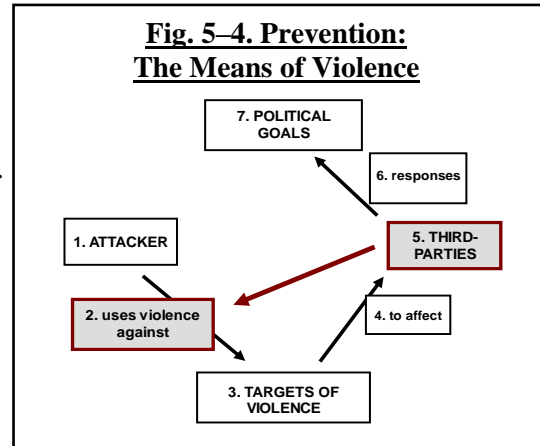 Fig. 5–4. Prevention:
The Means of Violence
7. POLITICAL
GOALS
6. responses
1. ATTACKER
5. THIRD-
PARTIES
2. uses violence
against
4. to affect
3. TARGETS OF
VIOLENCE